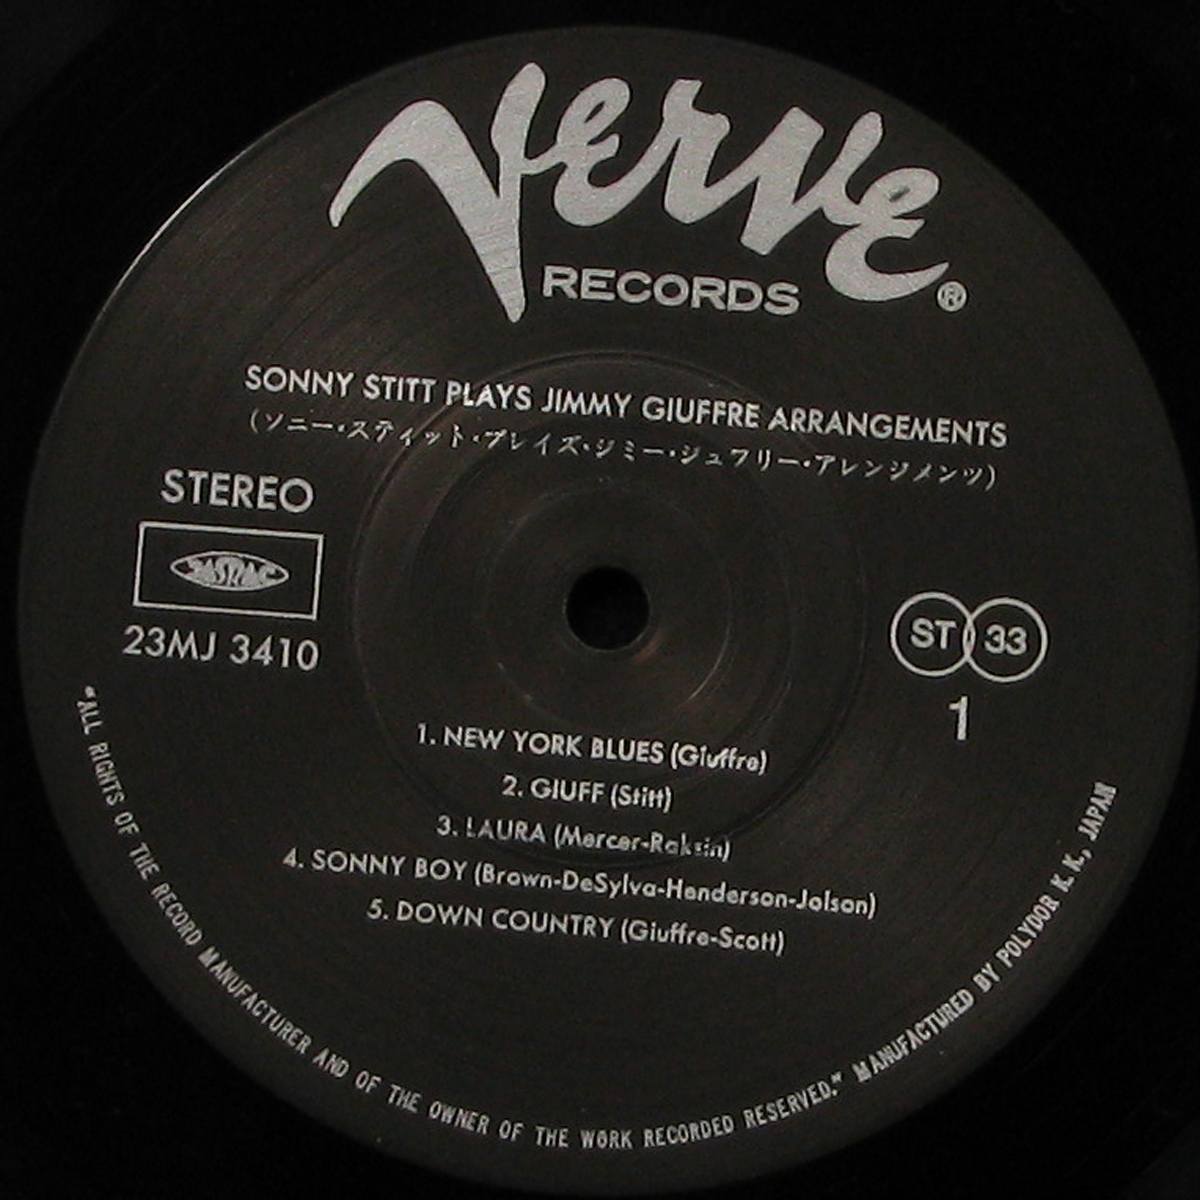 Verve
RECORDS ®
SONNY STITT PLAYS JIMMY GIUFFRE ARRANGEMENTS
(ソニー・スティット・プレイズ・ジミー・ジュフリー・アレンジメンツ)
STEREO
JASRAC
23MJ 3410
ST 33
1
1. NEW YORK BLUES (Giuffre)
2. GIUFF (Stitt)
3. LAURA (Mercer-Raksin)
4. SONNY BOY (Brown-DeSylva-Henderson-Jolson)
5. DOWN COUNTRY (Giuffre-Scott)
"ALL RIGHTS OF THE RECORD MANUFACTURER AND OF THE OWNER OF THE WORK RECORDED RESERVED." MANUFACTURED BY POLYDOR K. K., JAPAN